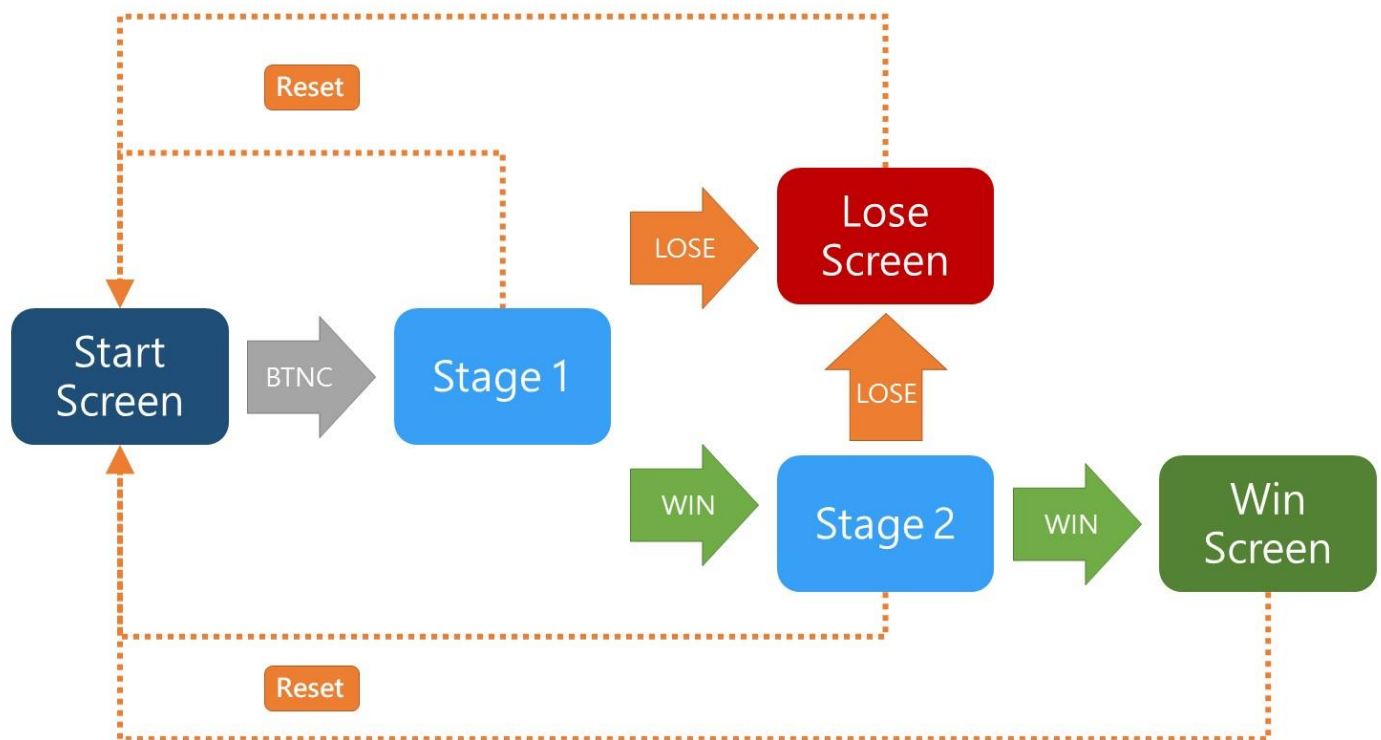 Reset
Lose
Screen
LOSE
Start
Screen
BTNC
Stage 1
LOSE
WIN
Stage 2
WIN
Win
Screen
Reset